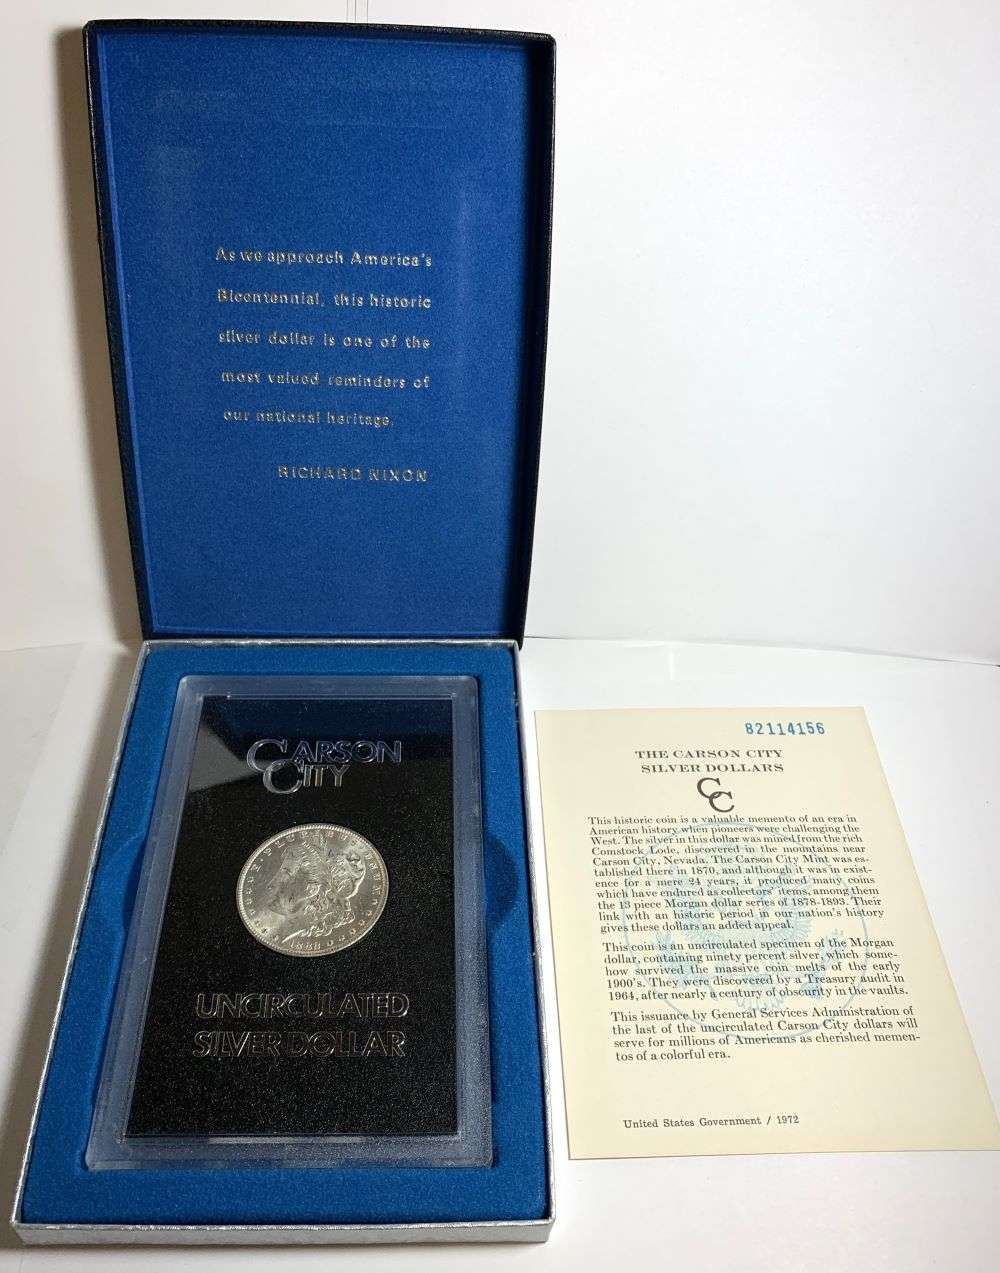 As we approach America's
Bicentennial, this historic
silver dollar is one of the
most valued reminders of
our national heritage.
RICHARD NIXON
CARSON
CITY
UNCIRCULATED
SILVER DOLLAR
82114156
THE CARSON CITY
SILVER DOLLARS
CC
This historic coin is a valuable memento of an era in
American history when pioneers were challenging the
West. The silver in this dollar was mined from the rich
Comstock Lode, discovered in the mountains near
Carson City, Nevada. The Carson City Mint was es-
tablished there in 1870, and although it was in exist-
ence for a mere 24 years, it produced many coins
which have endured as collectors' items, among them
the 13 piece Morgan dollar series of 1878-1893. Their
link with an historic period in our nation's history
gives these dollars an added appeal.
This coin is an uncirculated specimen of the Morgan
dollar, containing ninety percent silver, which some-
how survived the massive coin melts of the early
1900's. They were discovered by a Treasury audit in
1964, after nearly a century of obscurity in the vaults.
This issuance by General Services Administration of
the last of the uncirculated Carson City dollars will
serve for millions of Americans as cherished memen-
tos of a colorful era.
United States Government / 1972